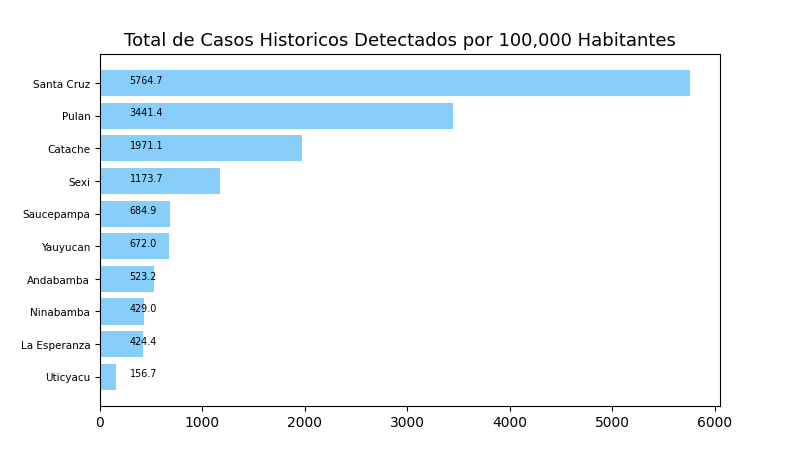 Total de Casos Historicos Detectados por 100,000 Habitantes
Santa Cruz 5764.7
Pulan 3441.4
Catache 1971.1
Sexi 1173.7
Saucepampa 684.9
Yauyucan 672.0
Andabamba 523.2
Ninabamba 429.0
La Esperanza 424.4
Uticyacu 156.7
0 1000 2000 3000 4000 5000 6000